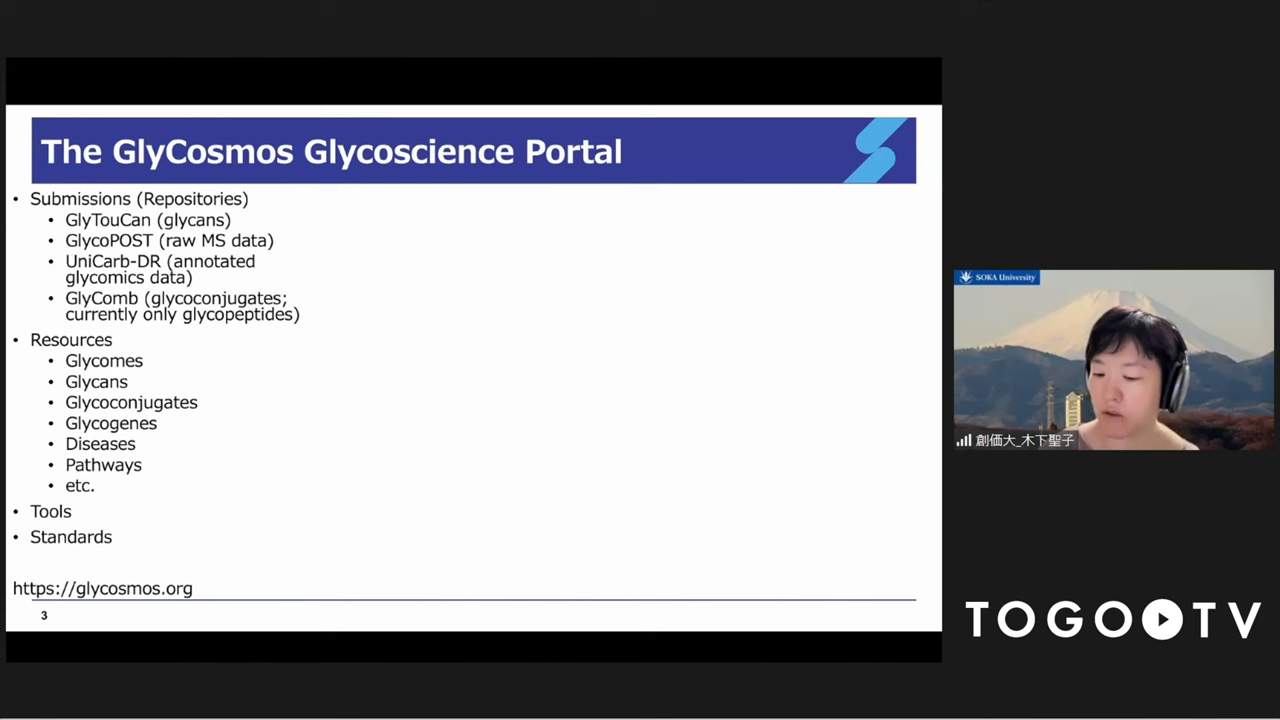 The GlyCosmos Glycoscience Portal
• Submissions (Repositories)
• GlyTouCan (glycans)
• GlycoPOST (raw MS data)
• UniCarb-DR (annotated
glycomics data)
• GlyComb (glycoconjugates;
currently only glycopeptides)
• Resources
• Glycomes
• Glycans
• Glycoconjugates
• Glycogenes
• Diseases
• Pathways
• etc.
• Tools
• Standards
https://glycosmos.org
3
SOKA University
創価大_木下聖子
TOGO TV